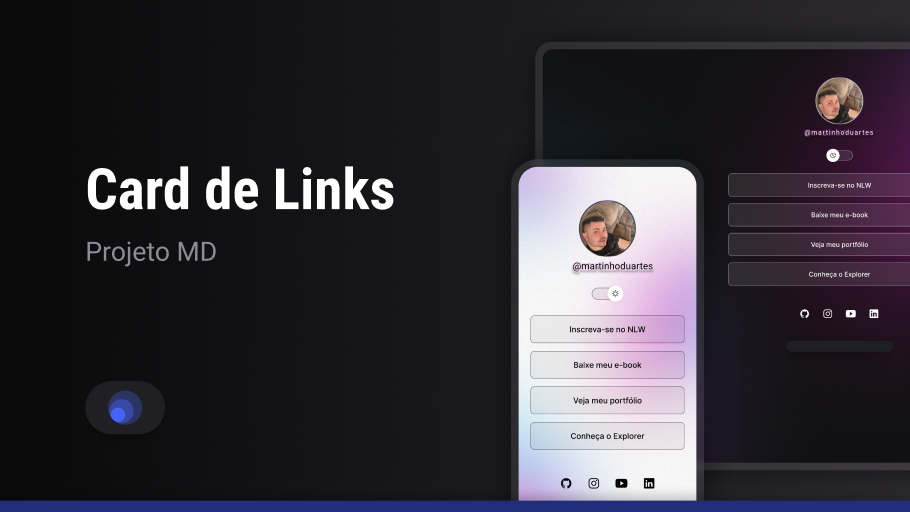 Card de Links
Projeto MD
@martinhoduartes
Inscreva-se no NLW
Baixe meu e-book
Veja meu portfólio
Conheça o Explorer
@martinhoduartes
Inscreva-se no NLW
Baixe meu e-book
Veja meu portfólio
Conheça o Explorer